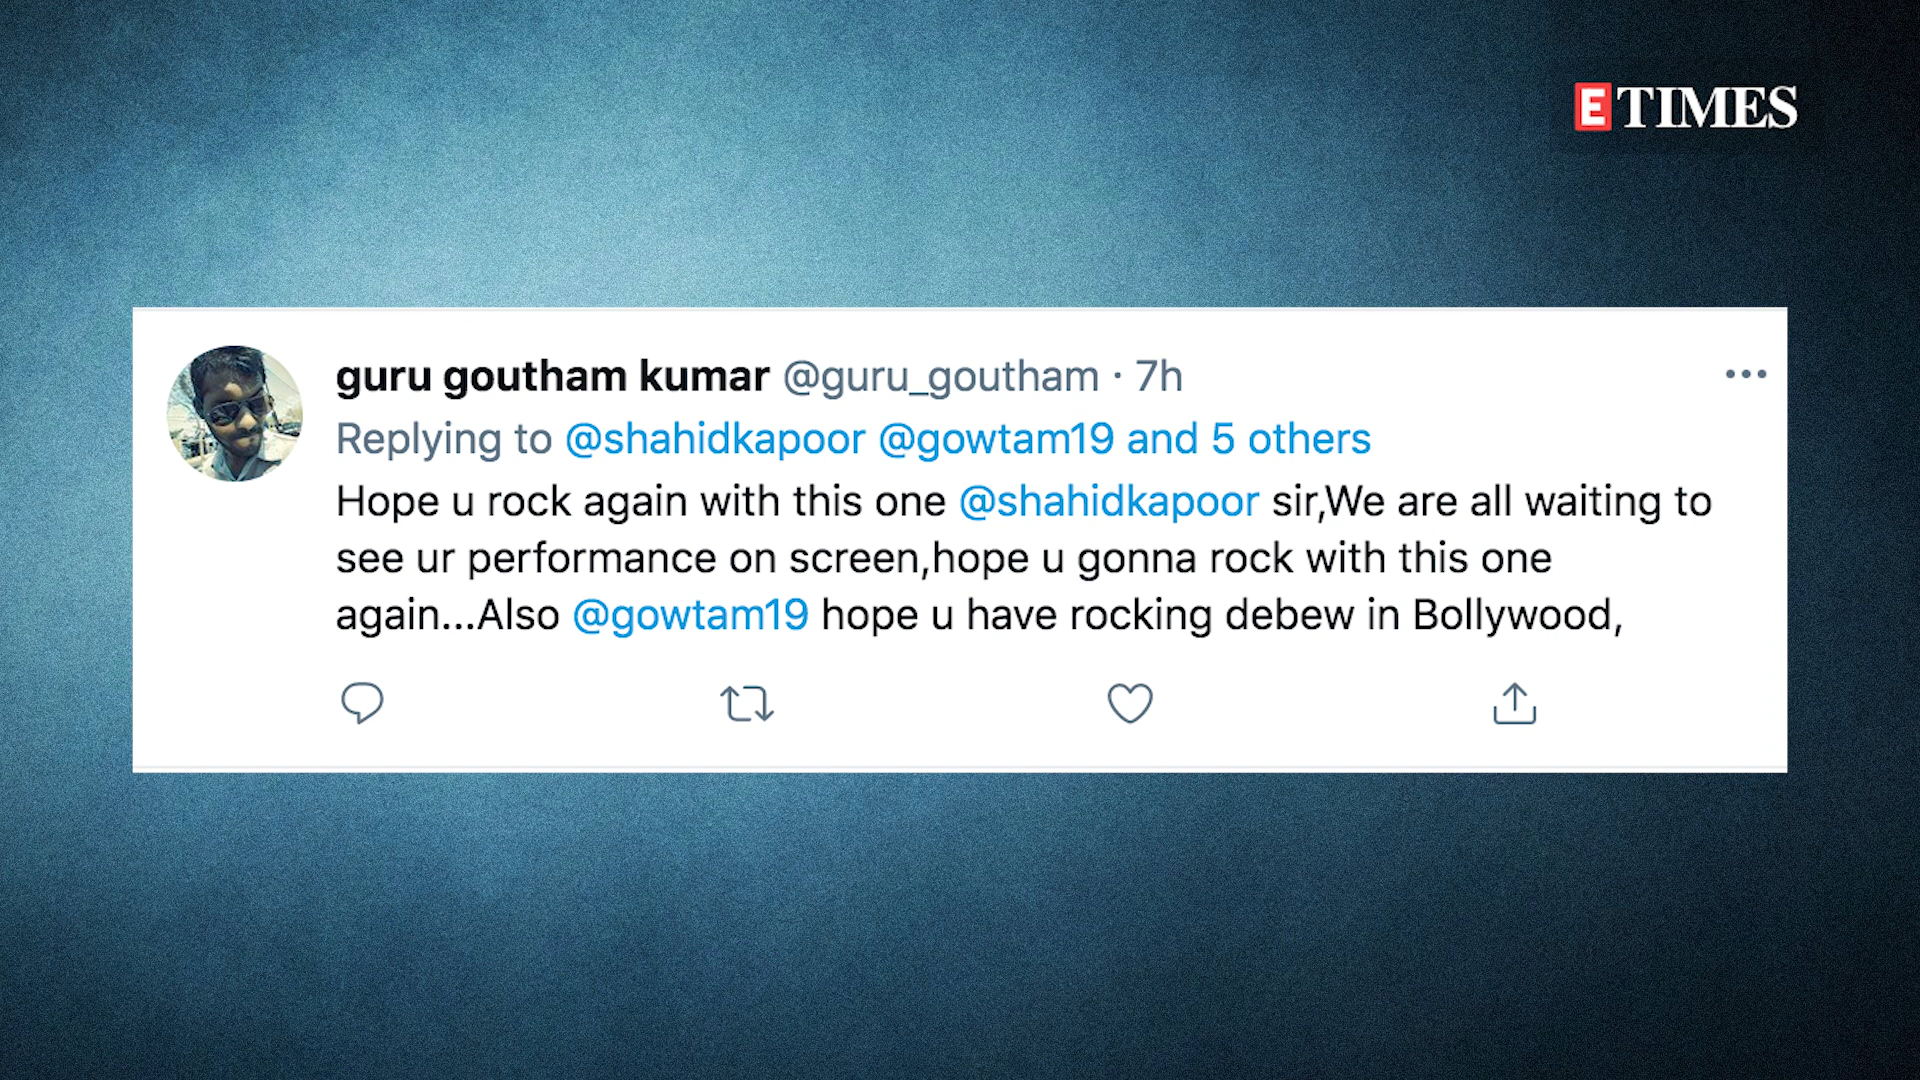 E TIMES
guru goutham kumar @guru_goutham · 7h
Replying to @shahidkapoor @gowtam19 and 5 others
Hope u rock again with this one @shahidkapoor sir,We are all waiting to
see ur performance on screen,hope u gonna rock with this one
again...Also @gowtam19 hope u have rocking debew in Bollywood,